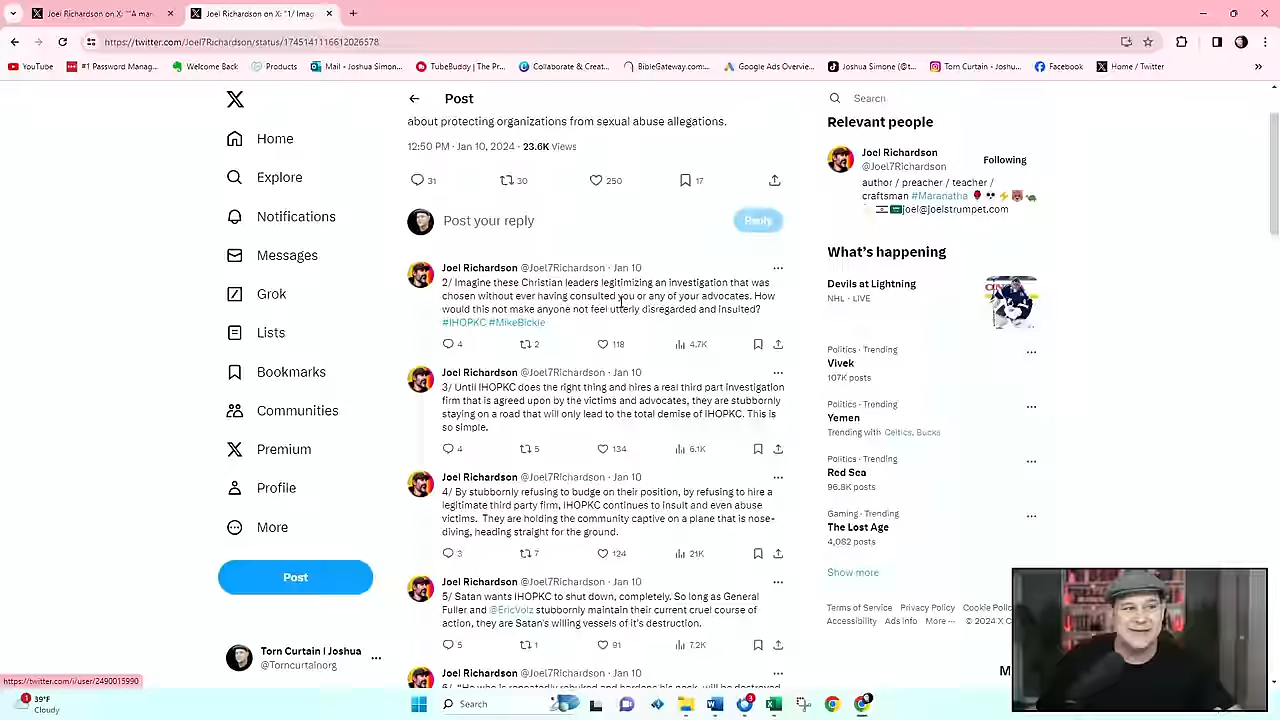 Joel Richardson on X: "A mar
Joel Richardson on X: "1/ Imag
https://twitter.com/Joel7Richardson/status/1745141116612026578
YouTube
#1 Password Manag...
Welcome Back
Products
Mail - Joshua Simon...
TubeBuddy | The Pr...
Collaborate & Creat...
BibleGateway.com:...
Google Ads Overvie...
Joshua Simone (@t...
Torn Curtain - Joshu...
Facebook
Home / Twitter
Home
Explore
Notifications
Messages
Grok
Lists
Bookmarks
Communities
Premium
Profile
More
Post
Torn Curtain | Joshua
@Torncurtainorg
https://twitter.com/i/user/2490015990
Post
about protecting organizations from sexual abuse allegations.
12:50 PM · Jan 10, 2024 · 23.6K Views
31 30 250 17
Post your reply
Reply
Joel Richardson @Joel7Richardson · Jan 10
2/ Imagine these Christian leaders legitimizing an investigation that was
chosen without ever having consulted you or any of your advocates. How
would this not make anyone not feel utterly disregarded and insulted?
#IHOPKC #MikeBickle
4 2 118 4.7K
Joel Richardson @Joel7Richardson · Jan 10
3/ Until IHOPKC does the right thing and hires a real third part investigation
firm that is agreed upon by the victims and advocates, they are stubbornly
staying on a road that will only lead to the total demise of IHOPKC. This is
so simple.
4 5 134 6.1K
Joel Richardson @Joel7Richardson · Jan 10
4/ By stubbornly refusing to budge on their position, by refusing to hire a
legitimate third party firm, IHOPKC continues to insult and even abuse
victims. They are holding the community captive on a plane that is nose-
diving, heading straight for the ground.
3 7 124 21K
Joel Richardson @Joel7Richardson · Jan 10
5/ Satan wants IHOPKC to shut down, completely. So long as General
Fuller and @EricVolz stubbornly maintain their current cruel course of
action, they are Satan's willing vessels of it's destruction.
5 1 91 7.2K
Joel Richardson @Joel7Richardson · Jan 10
Search
Relevant people
Joel Richardson
@Joel7Richardson
Following
author / preacher / teacher /
craftsman #Maranatha
joel@joelstrumpet.com
What's happening
Devils at Lightning
NHL · LIVE
Politics · Trending
Vivek
107K posts
Politics · Trending
Yemen
Trending with Celtics, Bucks
Politics · Trending
Red Sea
96.8K posts
Gaming · Trending
The Lost Age
4,082 posts
Show more
Terms of Service Privacy Policy Cookie Polic
Accessibility Ads info More ··· © 2024 X C
M
1
39°F
Cloudy
Search
3